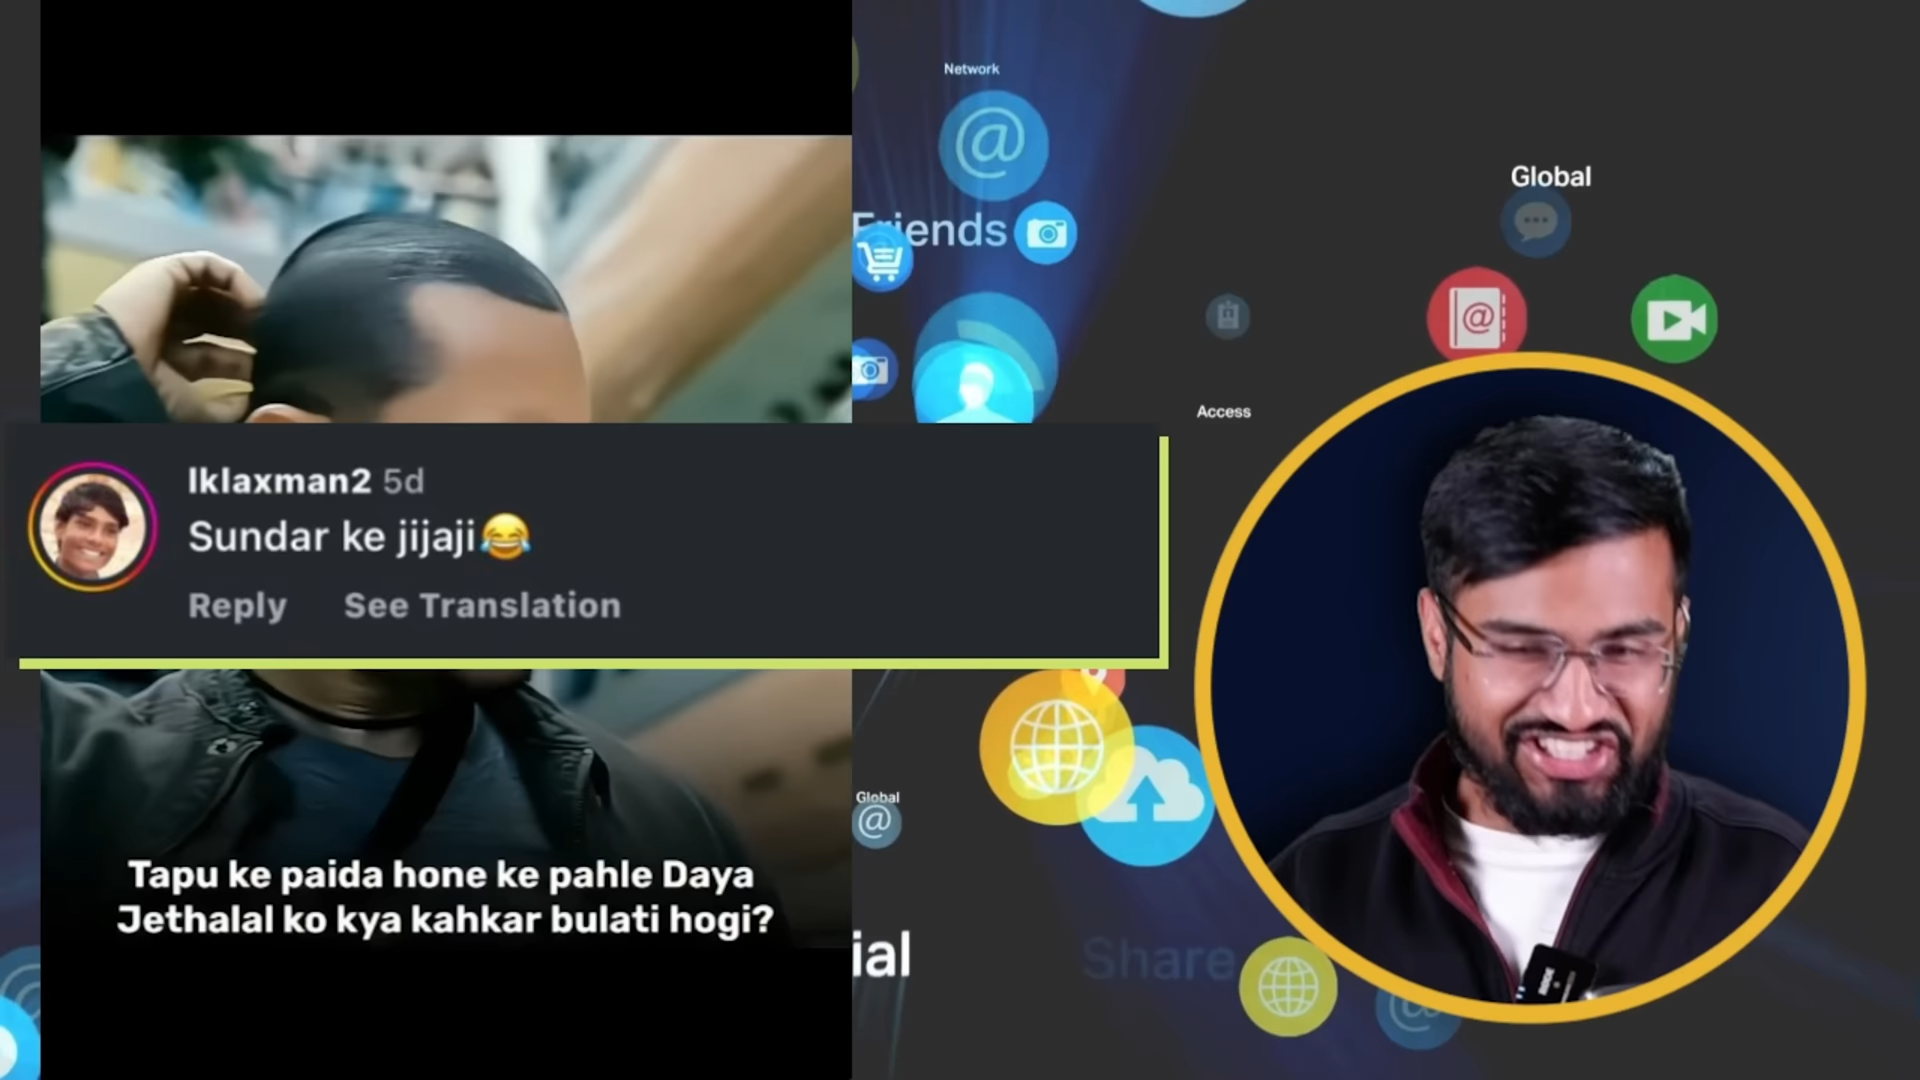 Network
Friends
Global
Access
lklaxman2 5d
Sundar ke jijaji😂
Reply See Translation
Tapu ke paida hone ke pahle Daya
Jethalal ko kya kahkar bulati hogi?
Global
ial
Share